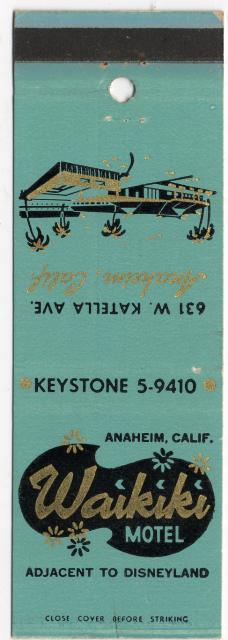 Anaheim, Calif.
631 W. KATELLA AVE.
KEYSTONE 5-9410
ANAHEIM, CALIF.
Waikiki
MOTEL
ADJACENT TO DISNEYLAND
CLOSE COVER BEFORE STRIKING